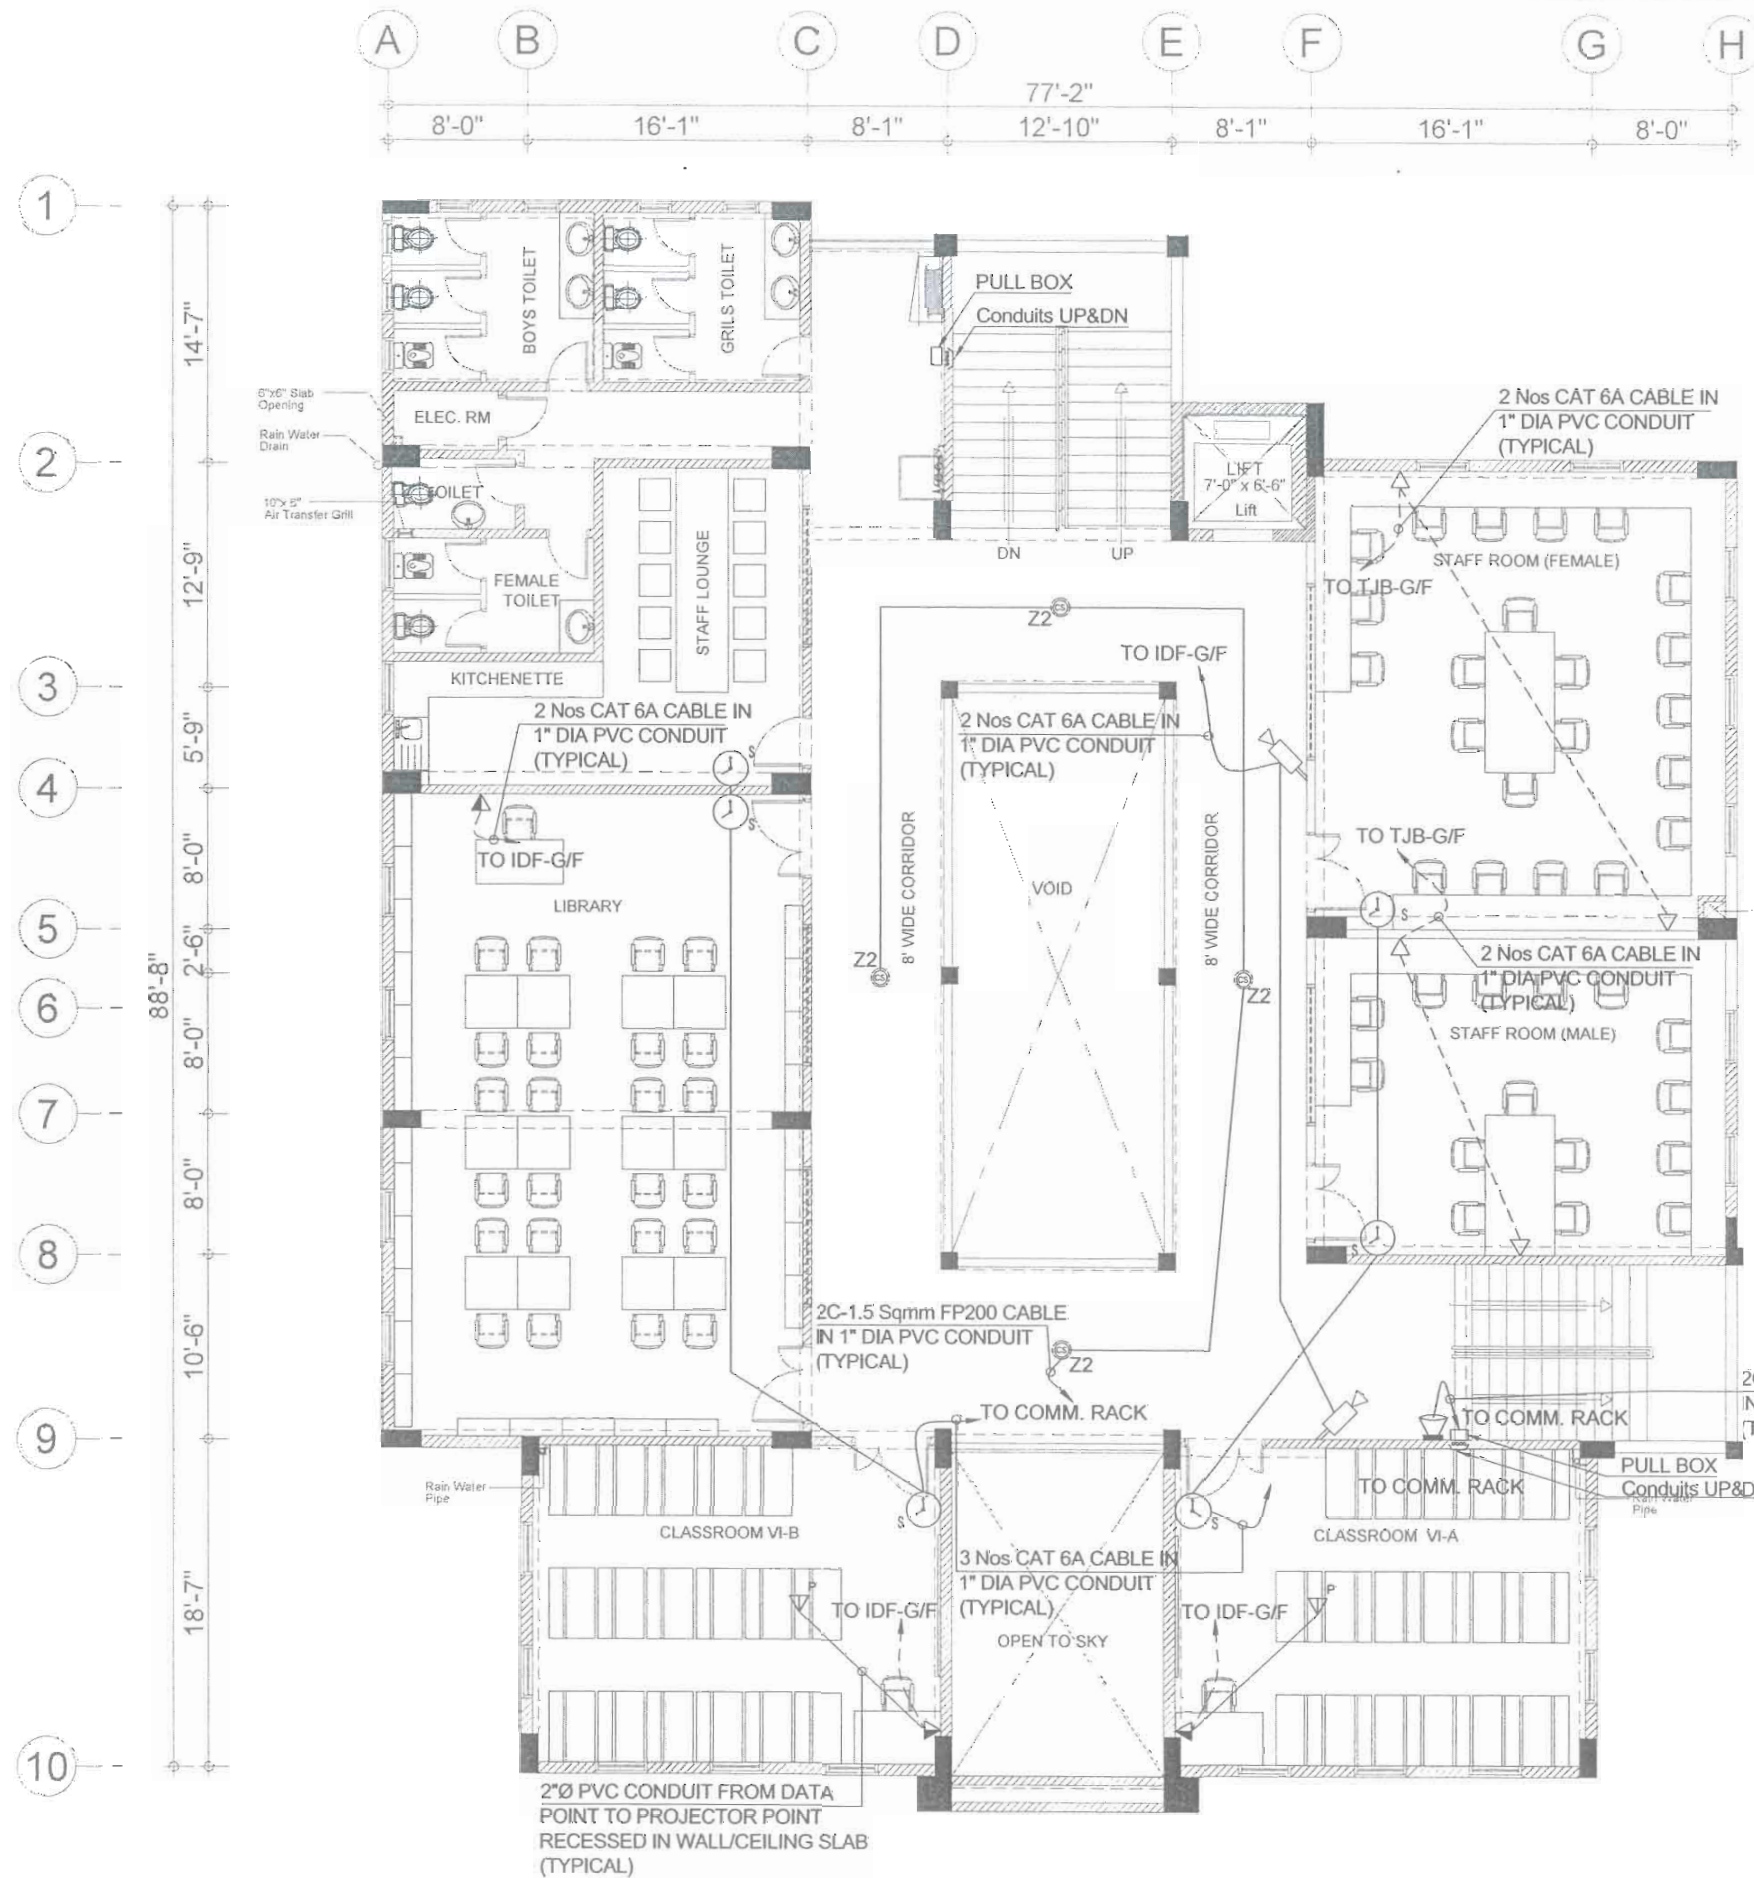 A B C D E F G H
77'-2"
8'-0" 16'-1" 8'-1" 12'-10" 8'-1" 16'-1" 8'-0"
1
2
3
4
5
6
7
8
9
10
14'-7"
12'-9"
5'-9"
8'-0"
2'-6"
8'-0"
8'-0"
10'-6"
18'-7"
88'-8"
BOYS TOILET
GRILS TOILET
PULL BOX
Conduits UP&DN
6"x6" Slab
Opening
ELEC. RM
Rain Water
Drain
10"x 6"
Air Transfer Grill
TOILET
FEMALE
TOILET
STAFF LOUNGE
KITCHENETTE
DN
UP
LIFT
7'-0" x 6'-6"
Lift
2 Nos CAT 6A CABLE IN
1" DIA PVC CONDUIT
(TYPICAL)
STAFF ROOM (FEMALE)
TO TJB-G/F
Z2
CS
TO IDF-G/F
2 Nos CAT 6A CABLE IN
1" DIA PVC CONDUIT
(TYPICAL)
S
S
TO IDF-G/F
LIBRARY
2 Nos CAT 6A CABLE IN
1" DIA PVC CONDUIT
(TYPICAL)
8' WIDE CORRIDOR
VOID
8' WIDE CORRIDOR
TO TJB-G/F
S
2 Nos CAT 6A CABLE IN
1" DIA PVC CONDUIT
(TYPICAL)
Z2
CS
CS
Z2
STAFF ROOM (MALE)
S
2C-1.5 Sqmm FP200 CABLE
IN 1" DIA PVC CONDUIT
(TYPICAL)
CS
Z2
TO COMM. RACK
TO COMM. RACK
PULL BOX
Conduits UP&D
Pipe
TO COMM. RACK
Rain Water
Pipe
CLASSROOM VI-B
S
S
CLASSROOM VI-A
3 Nos CAT 6A CABLE IN
1" DIA PVC CONDUIT
(TYPICAL)
P
P
TO IDF-G/F
TO IDF-G/F
OPEN TO SKY
2"Ø PVC CONDUIT FROM DATA
POINT TO PROJECTOR POINT
RECESSED IN WALL/CEILING SLAB
(TYPICAL)